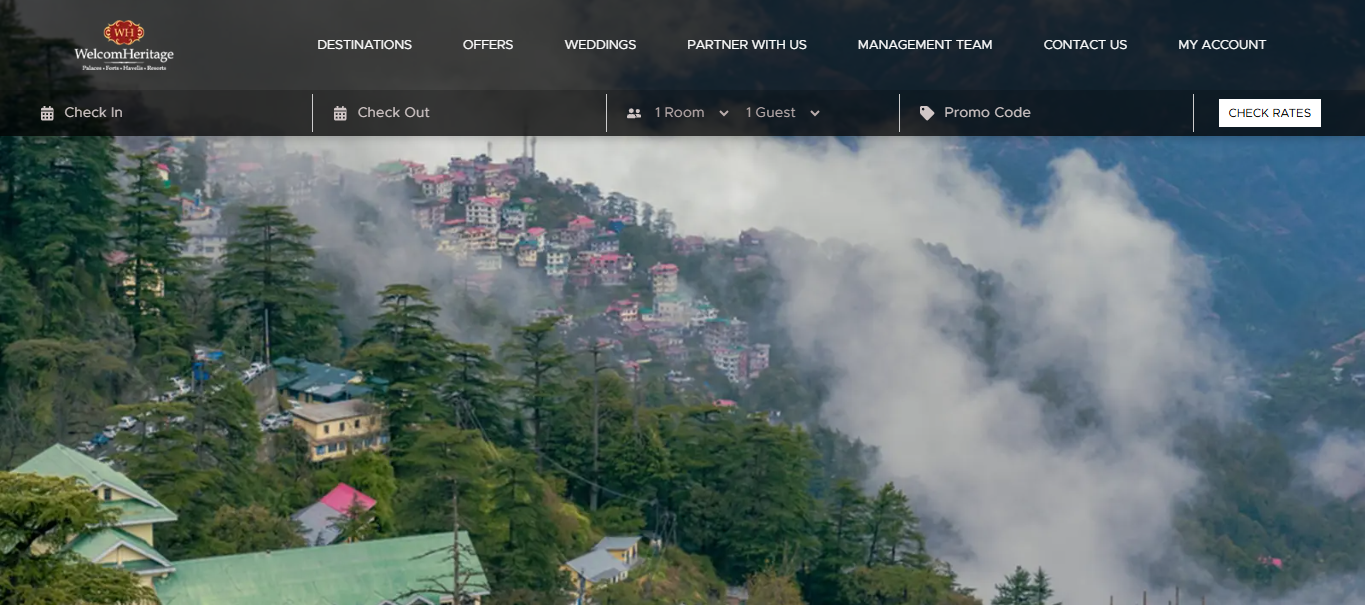 WH
WelcomHeritage
Palaces • Forts • Havelis • Resorts
DESTINATIONS OFFERS WEDDINGS PARTNER WITH US MANAGEMENT TEAM CONTACT US MY ACCOUNT
Check In Check Out 1 Room 1 Guest Promo Code CHECK RATES